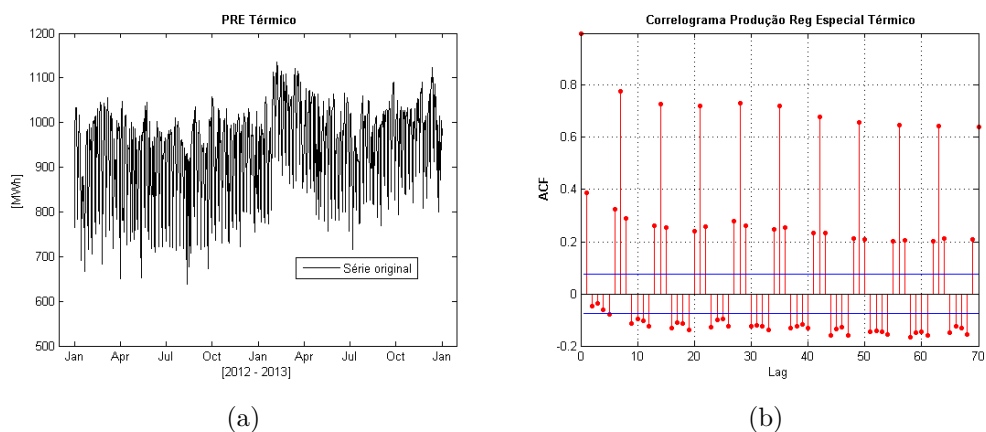 PRE Térmico
1200
1100
1000
900
800
700
600
500
[MWh]
Série original
Jan Apr Jul Oct Jan Apr Jul Oct Jan
[2012 - 2013]
(a)
Correlograma Produção Reg Especial Térmico
0.8
0.6
0.4
0.2
0
-0.2
ACF
0 10 20 30 40 50 60 70
Lag
(b)